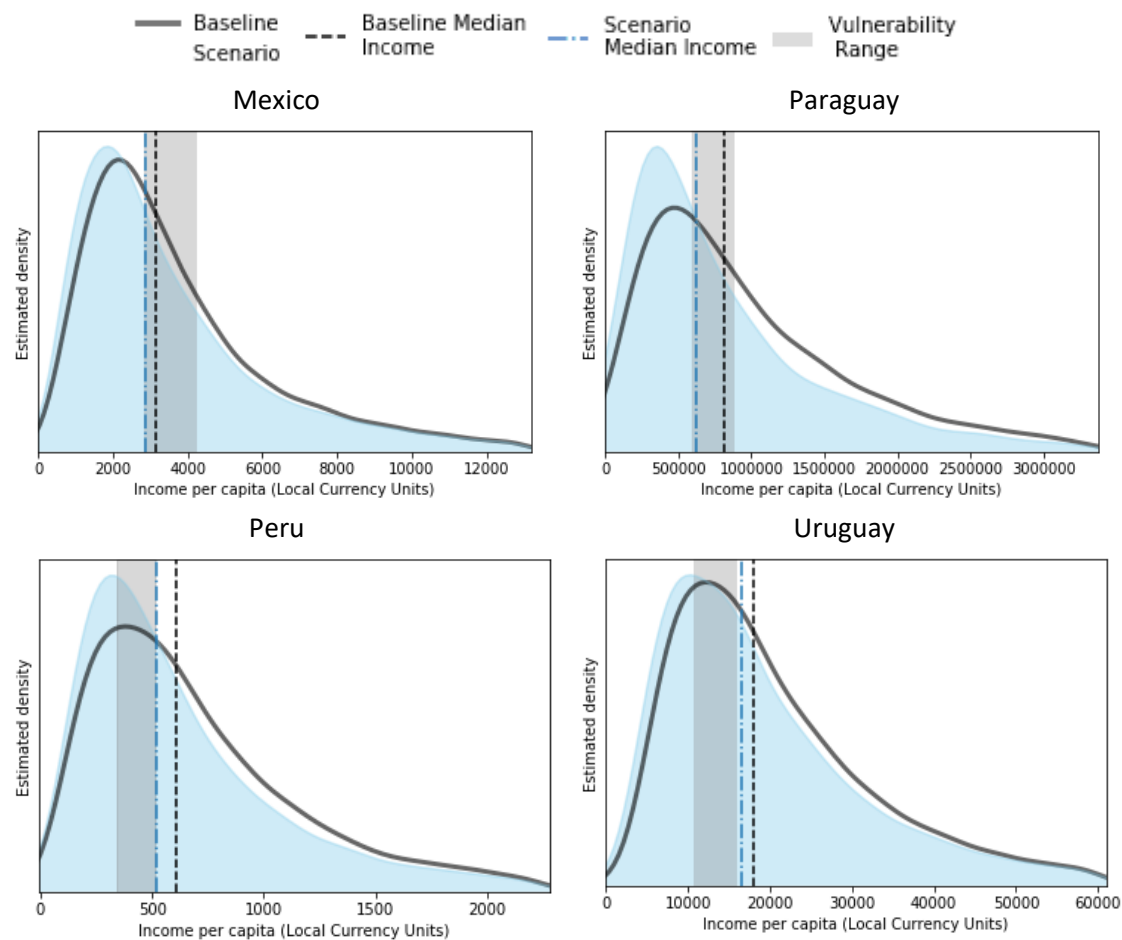 Baseline
Scenario
Baseline Median
Income
Scenario
Median Income
Vulnerability
Range
Mexico
Paraguay
Estimated density
0 2000 4000 6000 8000 10000 12000
Income per capita (Local Currency Units)
Estimated density
0 500000 1000000 1500000 2000000 2500000 3000000
Income per capita (Local Currency Units)
Peru
Uruguay
Estimated density
0 500 1000 1500 2000
Income per capita (Local Currency Units)
Estimated density
0 10000 20000 30000 40000 50000 60000
Income per capita (Local Currency Units)